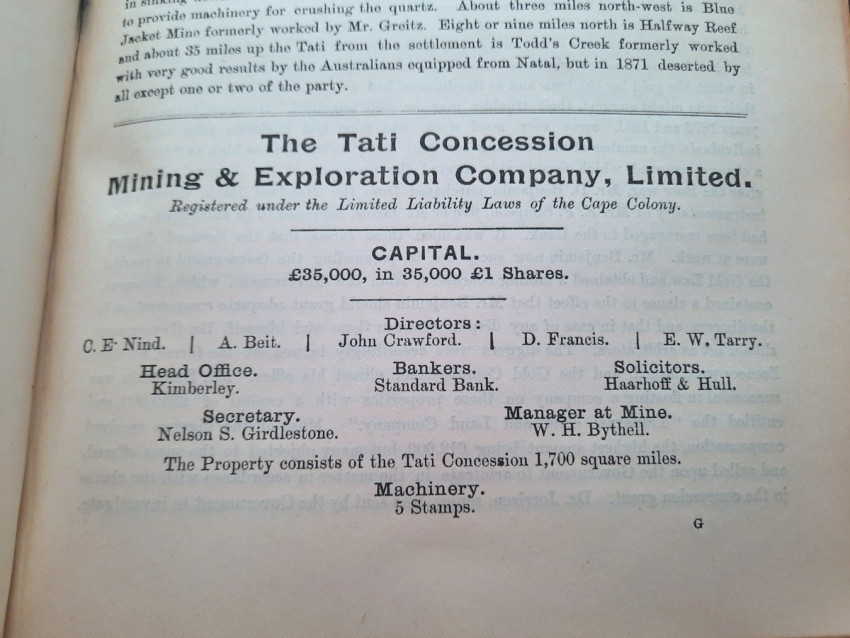 in sinking
to provide machinery for crushing the quartz. About three miles north-west is Blue
Jacket Mine formerly worked by Mr. Greitz. Eight or nine miles north is Halfway Reef
and about 35 miles up the Tati from the settlement is Todd's Creek formerly worked
with very good results by the Australians equipped from Natal, but in 1871 deserted by
all except one or two of the party.
The Tati Concession
Mining & Exploration Company, Limited.
Registered under the Limited Liability Laws of the Cape Colony.
CAPITAL.
£35,000, in 35,000 £1 Shares.
Directors:
C. E. Nind. | A. Beit. | John Crawford. | D. Francis. | E. W. Tarry.
Head Office. Bankers. Solicitors.
Kimberley. Standard Bank. Haarhoff & Hull.
Secretary. Manager at Mine.
Nelson S. Girdlestone. W. H. Bythell.
The Property consists of the Tati Concession 1,700 square miles.
Machinery.
5 Stamps.
G